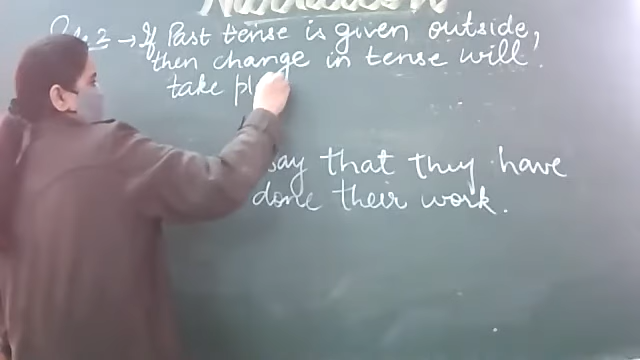 Narration
Rule 2 → If Past tense is given outside,
then change in tense will
take pl
say that they have
done their work.